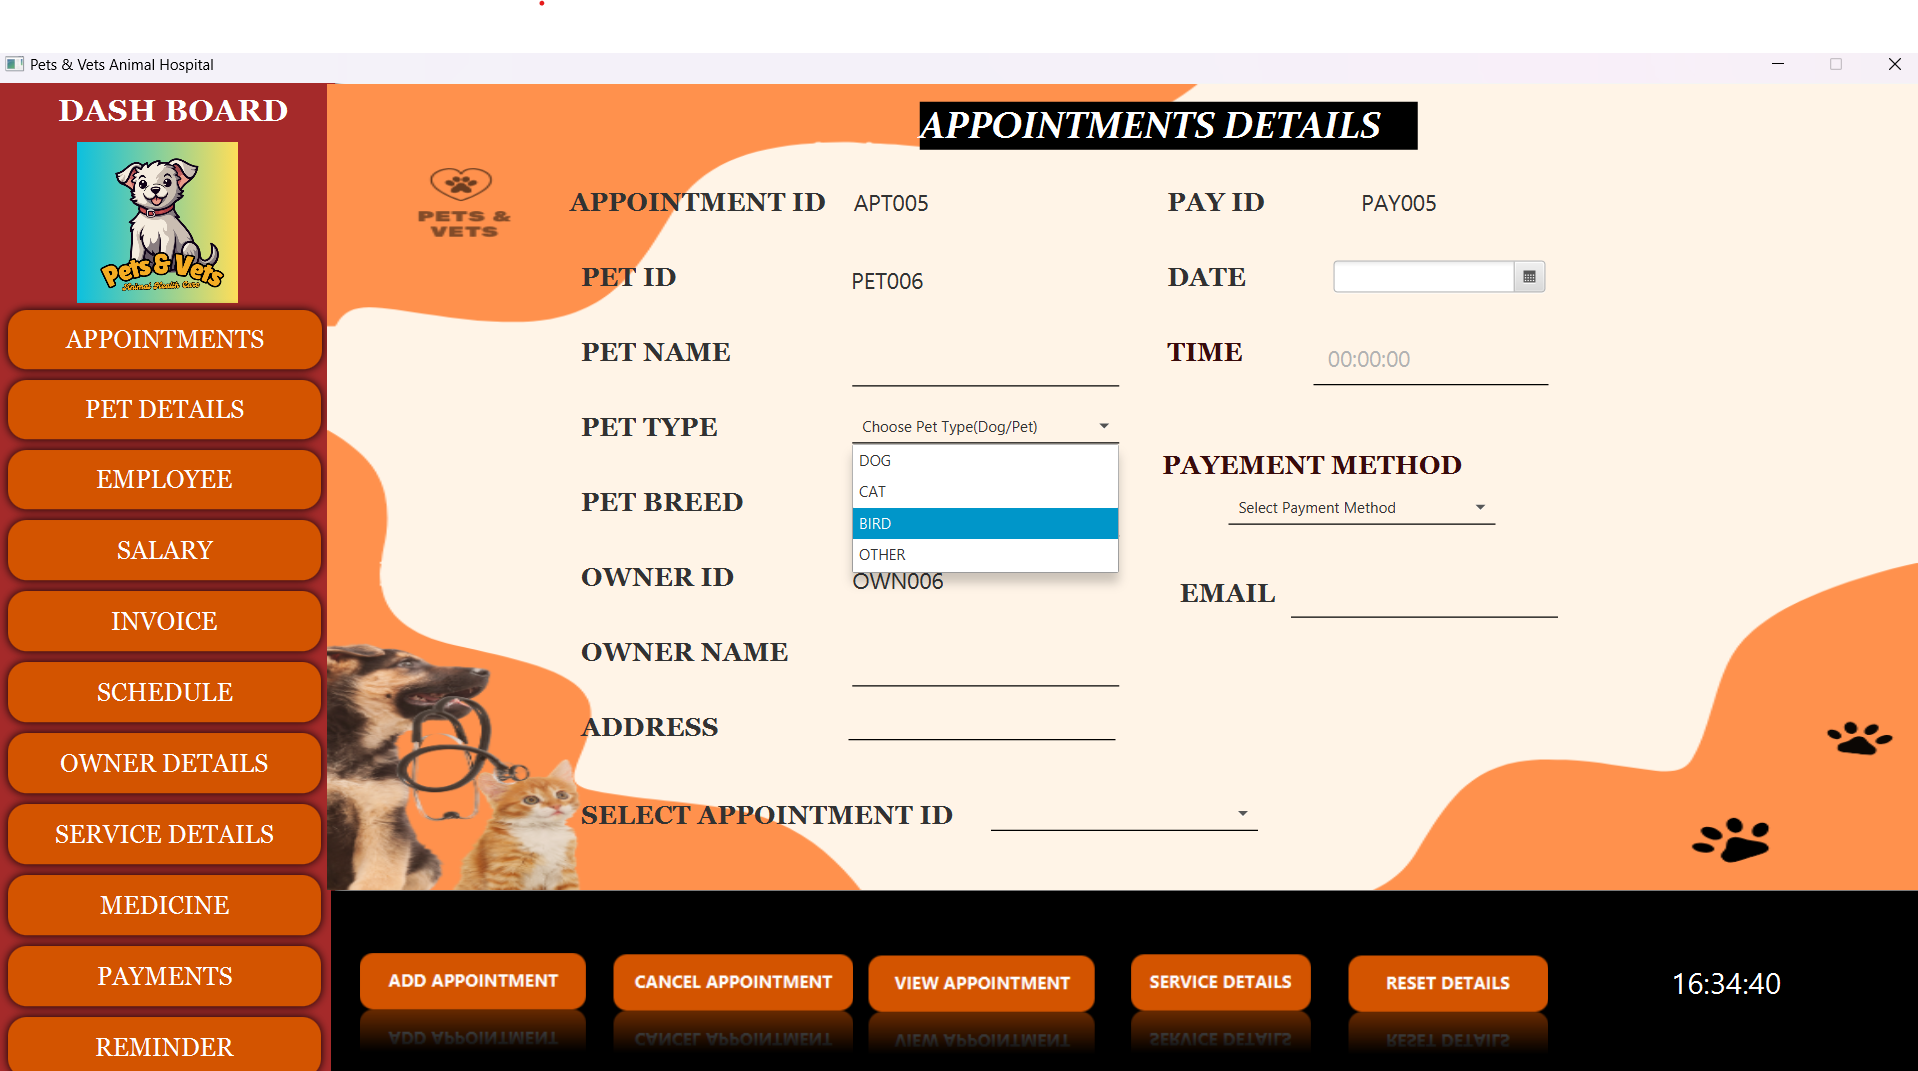 Pets & Vets Animal Hospital
DASH BOARD
Pets & Vets
Animal Health Care
APPOINTMENTS
PET DETAILS
EMPLOYEE
SALARY
INVOICE
SCHEDULE
OWNER DETAILS
SERVICE DETAILS
MEDICINE
PAYMENTS
REMINDER
APPOINTMENTS DETAILS
PETS &
VETS
APPOINTMENT ID APT005
PET ID PET006
PET NAME
PET TYPE Choose Pet Type(Dog/Pet)
DOG
CAT
BIRD
OTHER
PET BREED
OWNER ID OWN006
OWNER NAME
ADDRESS
SELECT APPOINTMENT ID
PAY ID PAY005
DATE
TIME 00:00:00
PAYEMENT METHOD
Select Payment Method
EMAIL
ADD APPOINTMENT
CANCEL APPOINTMENT
VIEW APPOINTMENT
SERVICE DETAILS
RESET DETAILS
16:34:40